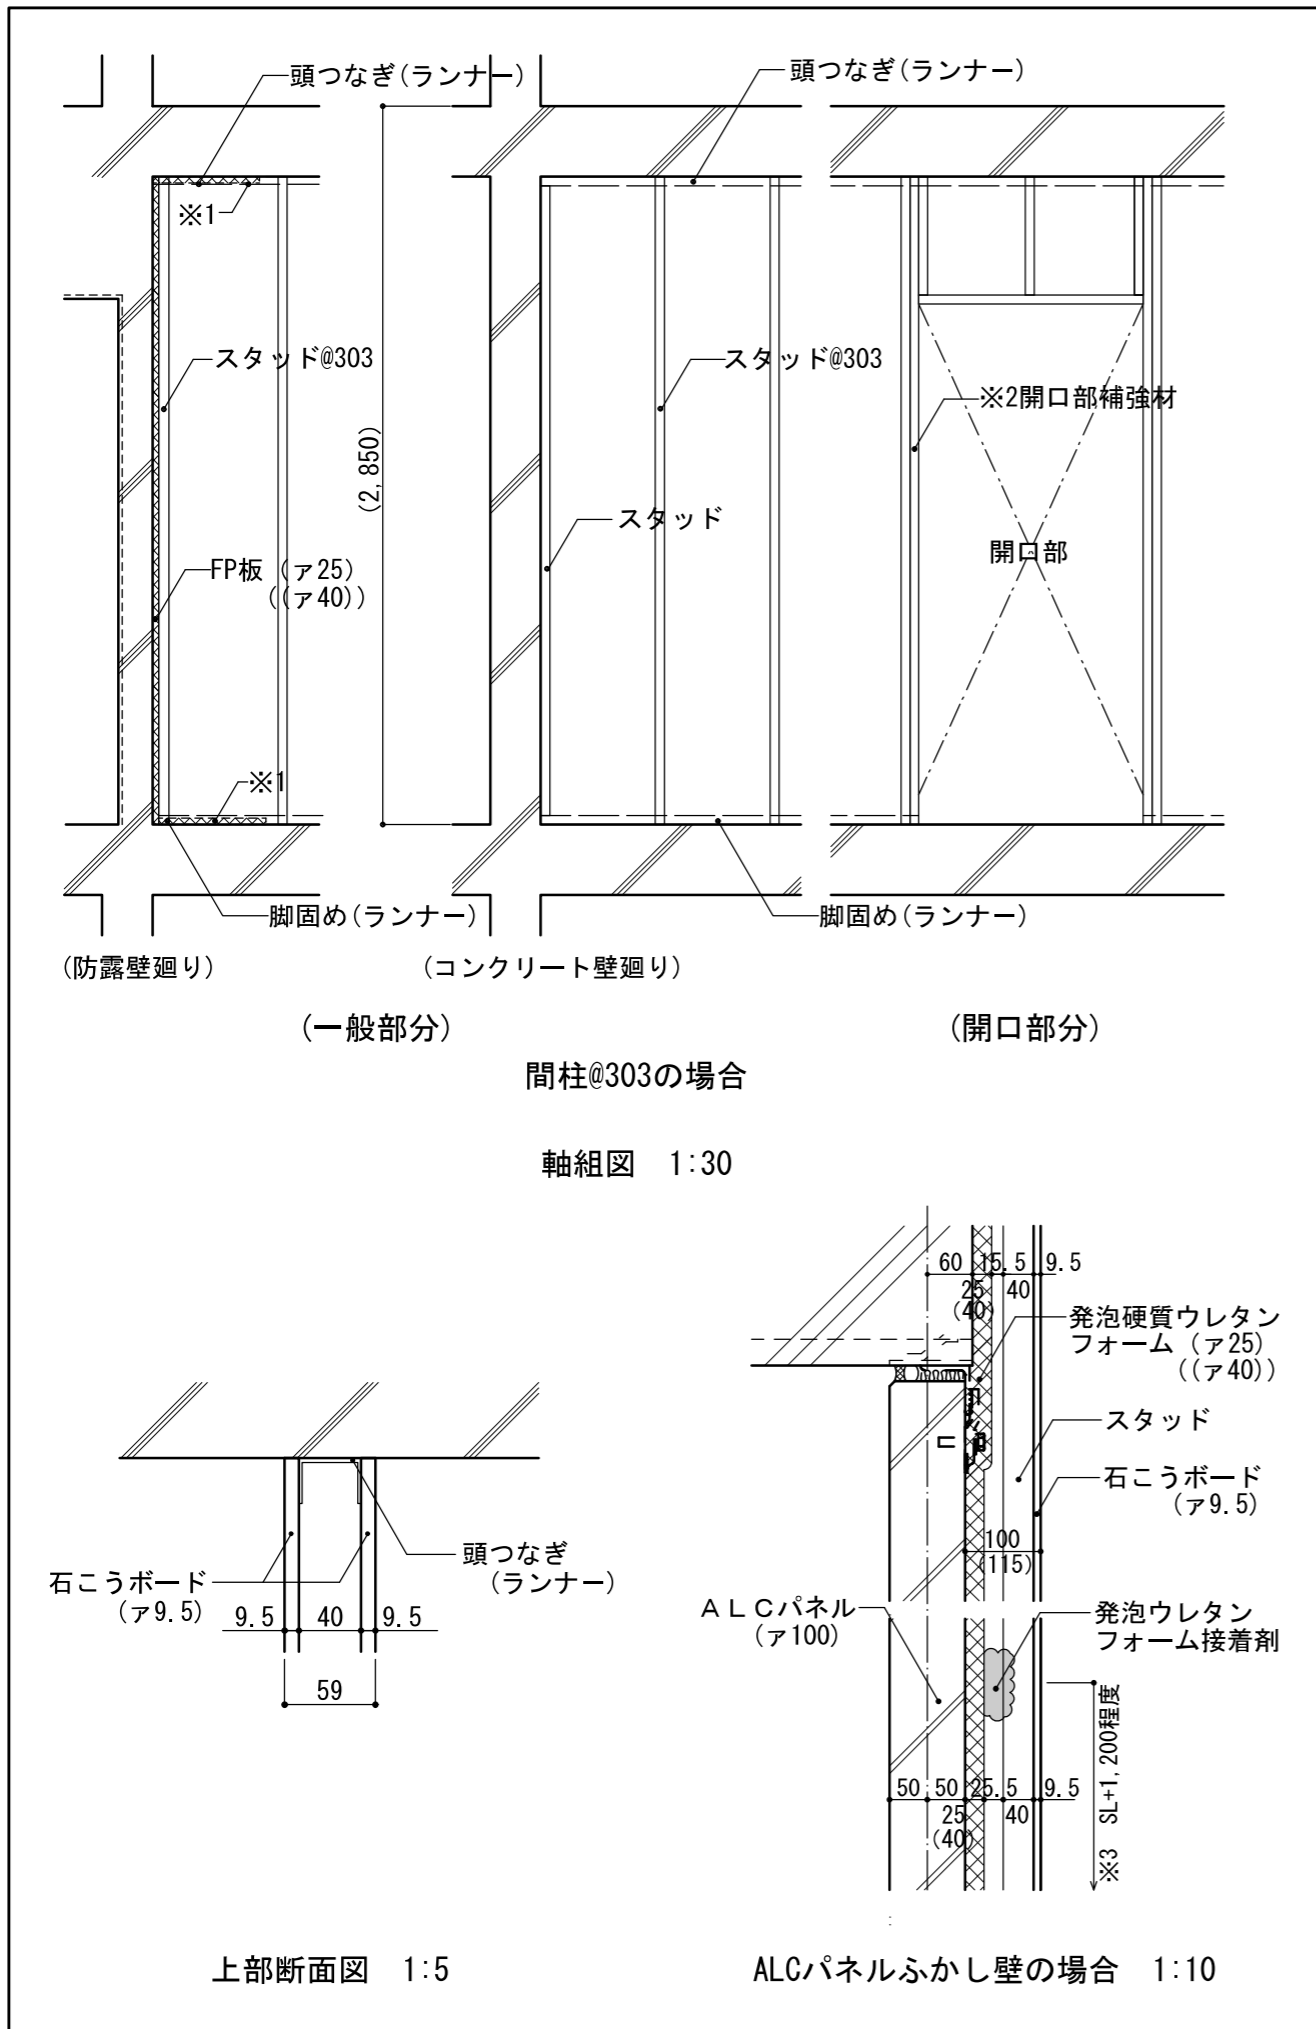 頭つなぎ(ランナー)
頭つなぎ(ランナー)
※1
スタッド@303
スタッド@303
※2開口部補強材
(2,850)
スタッド
開口部
FP板 (ァ25)
((ァ40))
※1
脚固め(ランナー)
脚固め(ランナー)
(防露壁廻り)
(コンクリート壁廻り)
(一般部分)
(開口部分)
間柱@303の場合
軸組図 1:30
頭つなぎ
(ランナー)
石こうボード
(ァ9.5)
9.5 40 9.5
59
上部断面図 1:5
60 15.5 9.5
25 40
(40)
発泡硬質ウレタン
フォーム (ァ25)
((ァ40))
スタッド
石こうボード
(ァ9.5)
100
(115)
ALCパネル
(ァ100)
発泡ウレタン
フォーム接着剤
※3 SL+1,200程度
50 50 25.5 9.5
25 40
(40)
ALCパネルふかし壁の場合 1:10